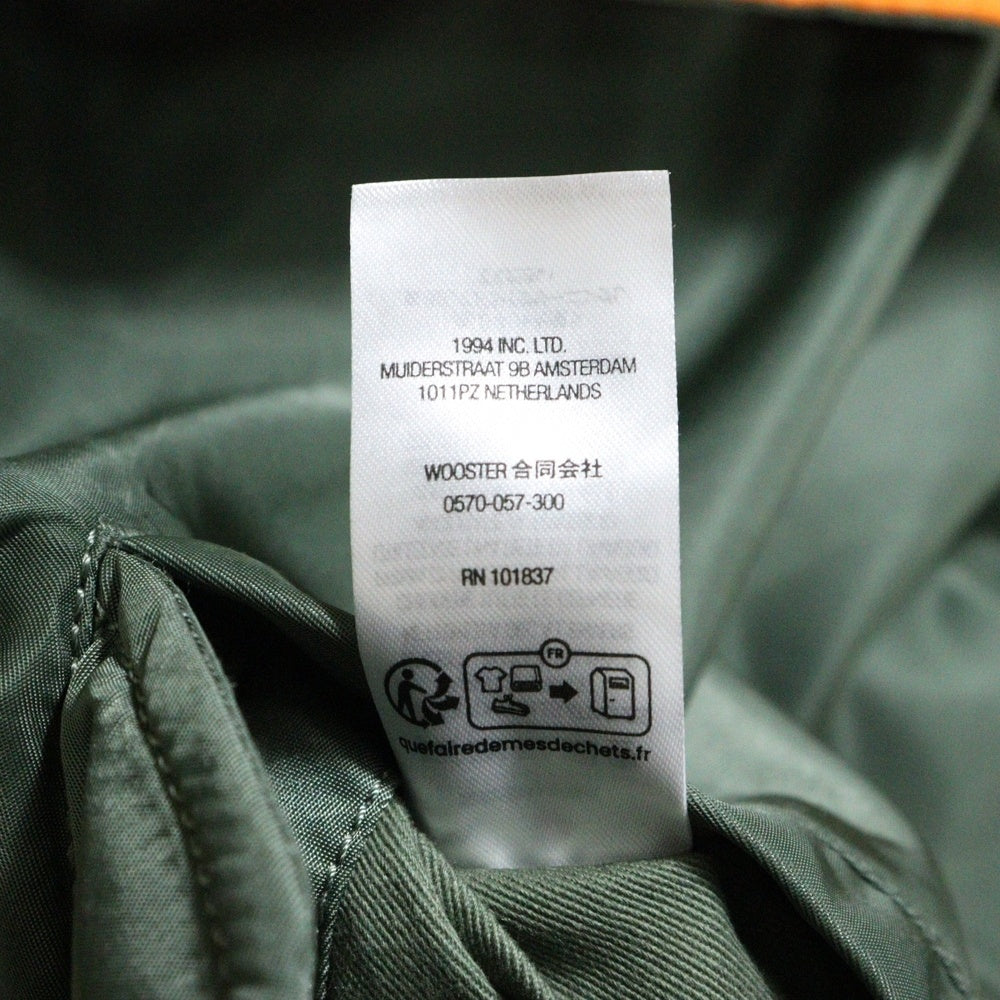 1994 INC. LTD.
MUIDERSTRAAT 9B AMSTERDAM
1011PZ NETHERLANDS
WOOSTER 合同会社
0570-057-300
RN 101837
FR
quefairedemesdechets.fr